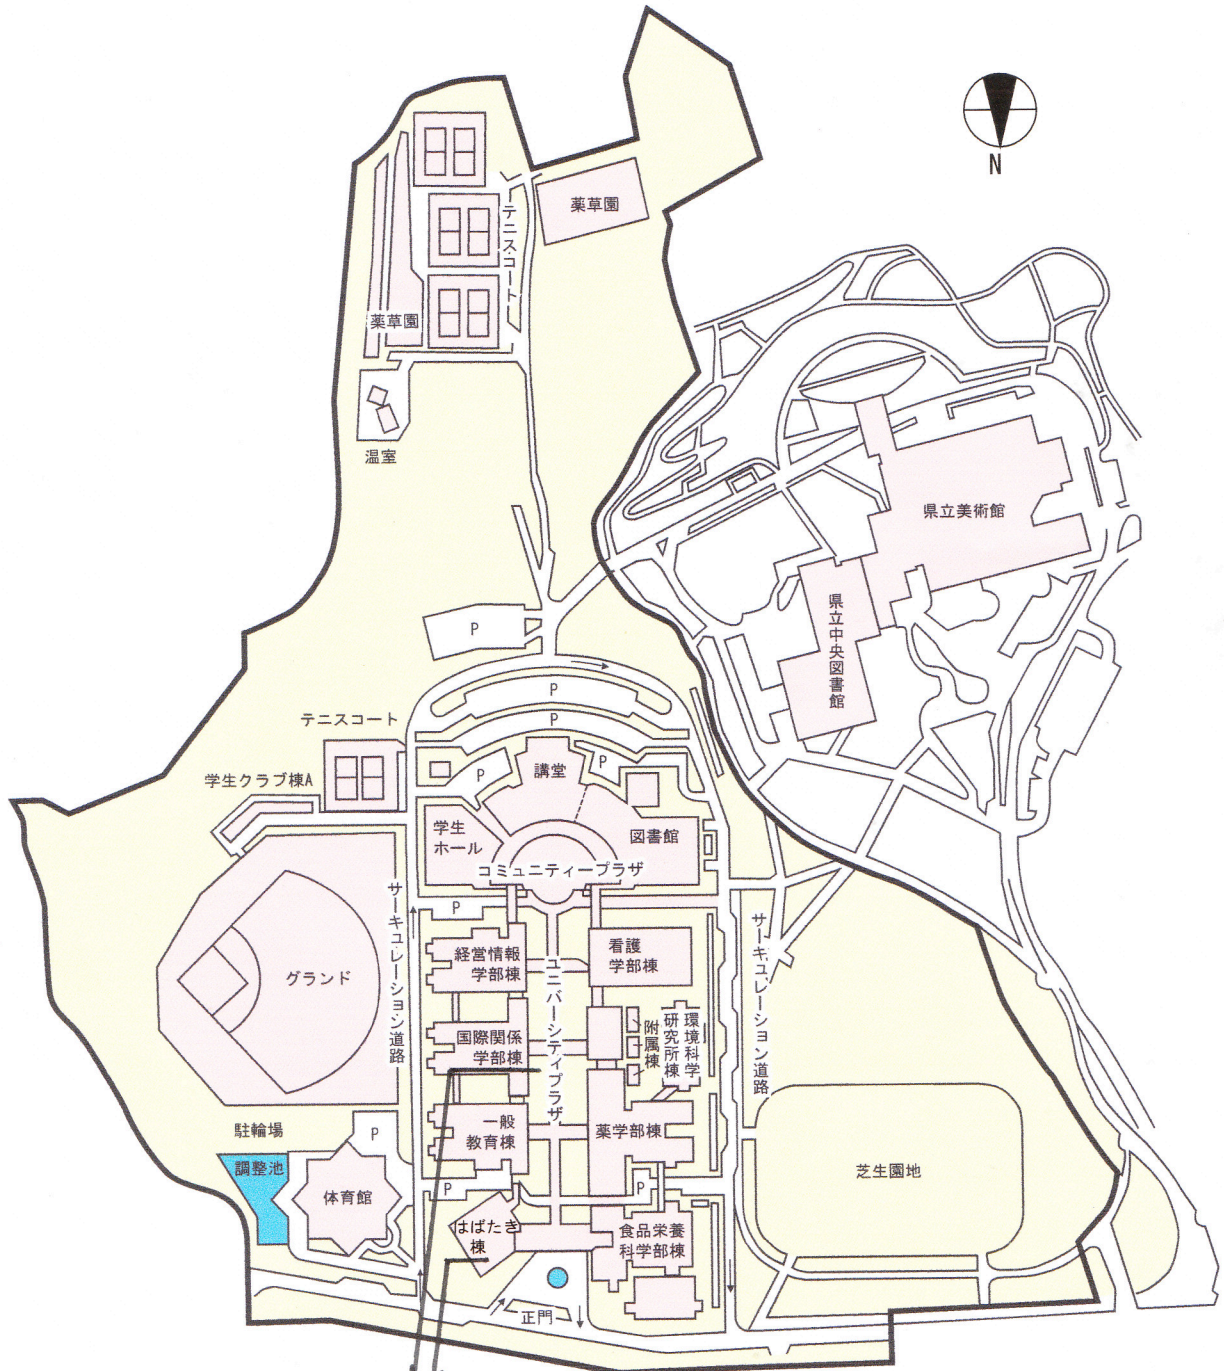 N
薬草園
テニスコート
薬草園
温室
県立美術館
県立中央図書館
P
P
P
テニスコート
学生クラブ棟A
P
講堂
P
学生
ホール
図書館
コミュニティープラザ
サーキュレーション道路
P
サーキュレーション道路
経営情報
学部棟
ユニバーシティプラザ
看護
学部棟
グランド
国際関係
学部棟
附属棟
環境科学
研究所棟
駐輪場
P
一般
教育棟
薬学部棟
調整池
体育館
P
P
芝生園地
はばたき
棟
食品栄養
科学部棟
正門